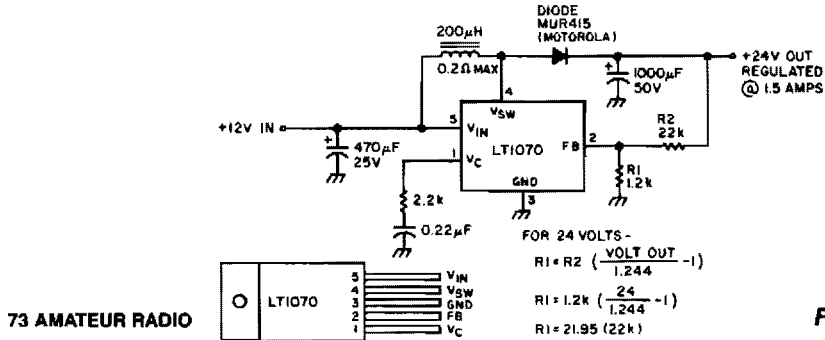 200µH
0.2Ω MAX
DIODE
MUR415
(MOTOROLA)
+24V OUT
REGULATED
@ 1.5 AMPS
+
1000µF
50V
4
VSW
R2
22k
+12V IN
5
VIN
LT1070
FB
2
+
470µF
25V
1
VC
R1
1.2k
GND
3
2.2k
0.22µF
FOR 24 VOLTS -
R1 = R2 ( VOLT OUT / 1.244 -1)
R1 = 1.2k ( 24 / 1.244 -1)
R1 = 21.95 (22k)
LT1070
5 VIN
4 VSW
3 GND
2 FB
1 VC
73 AMATEUR RADIO
F